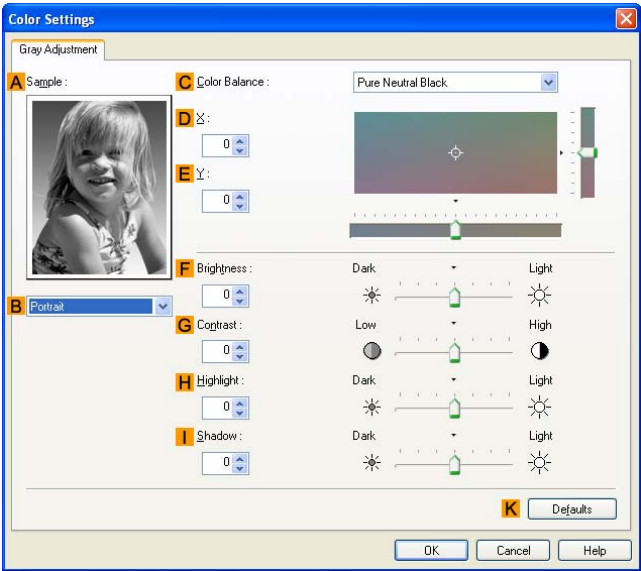 Color Settings
Gray Adjustment
A Sample :
C Color Balance : Pure Neutral Black
D X :
0
E Y :
0
F Brightness : Dark Light
0
B Portrait
G Contrast : Low High
0
H Highlight : Dark Light
0
I Shadow : Dark Light
0
K Defaults
OK Cancel Help